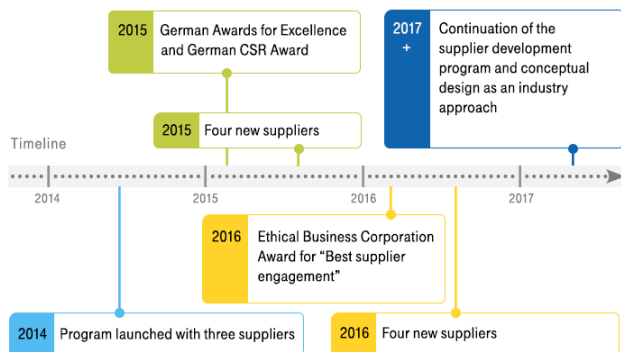 2015 German Awards for Excellence
and German CSR Award
2017
+
Continuation of the
supplier development
program and conceptual
design as an industry
approach
2015 Four new suppliers
Timeline
2014 2015 2016 2017
2016 Ethical Business Corporation
Award for “Best supplier
engagement”
2014 Program launched with three suppliers
2016 Four new suppliers